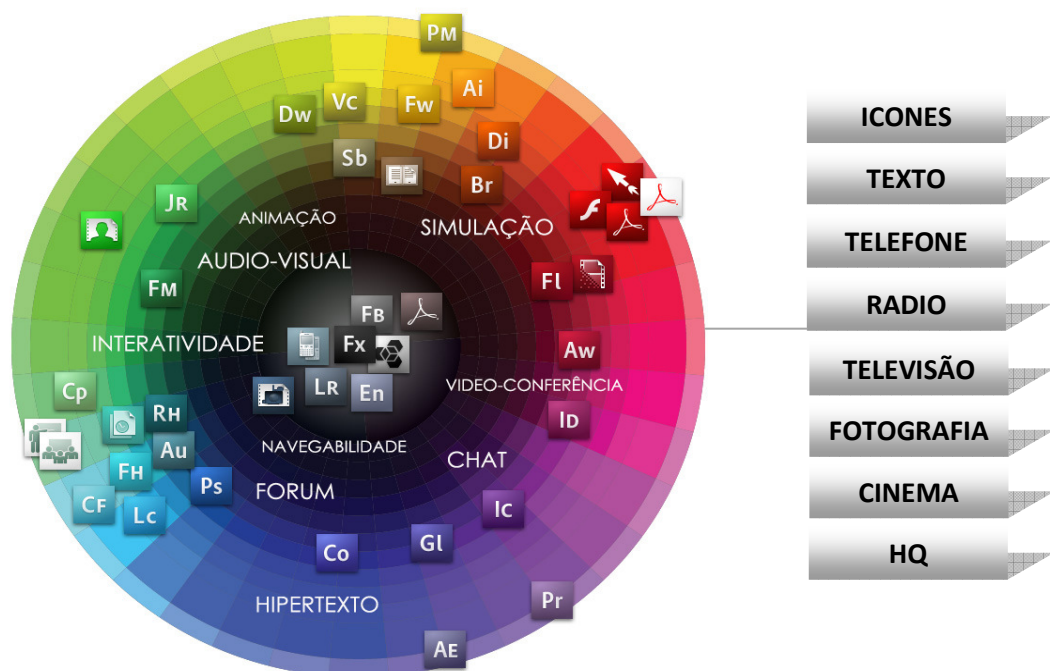 PM
Ai
Vc
Fw
Dw
Di
Sb
Br
JR
ANIMAÇÃO
SIMULAÇÃO
AUDIO-VISUAL
Fl
FM
FB
INTERATIVIDADE
Fx
Aw
LR
En
VIDEO-CONFERÊNCIA
Cp
RH
ID
NAVEGABILIDADE
Au
CHAT
FH
Ps
FORUM
CF
Lc
Ic
Gl
Co
HIPERTEXTO
Pr
AE
ICONES
TEXTO
TELEFONE
RADIO
TELEVISÃO
FOTOGRAFIA
CINEMA
HQ